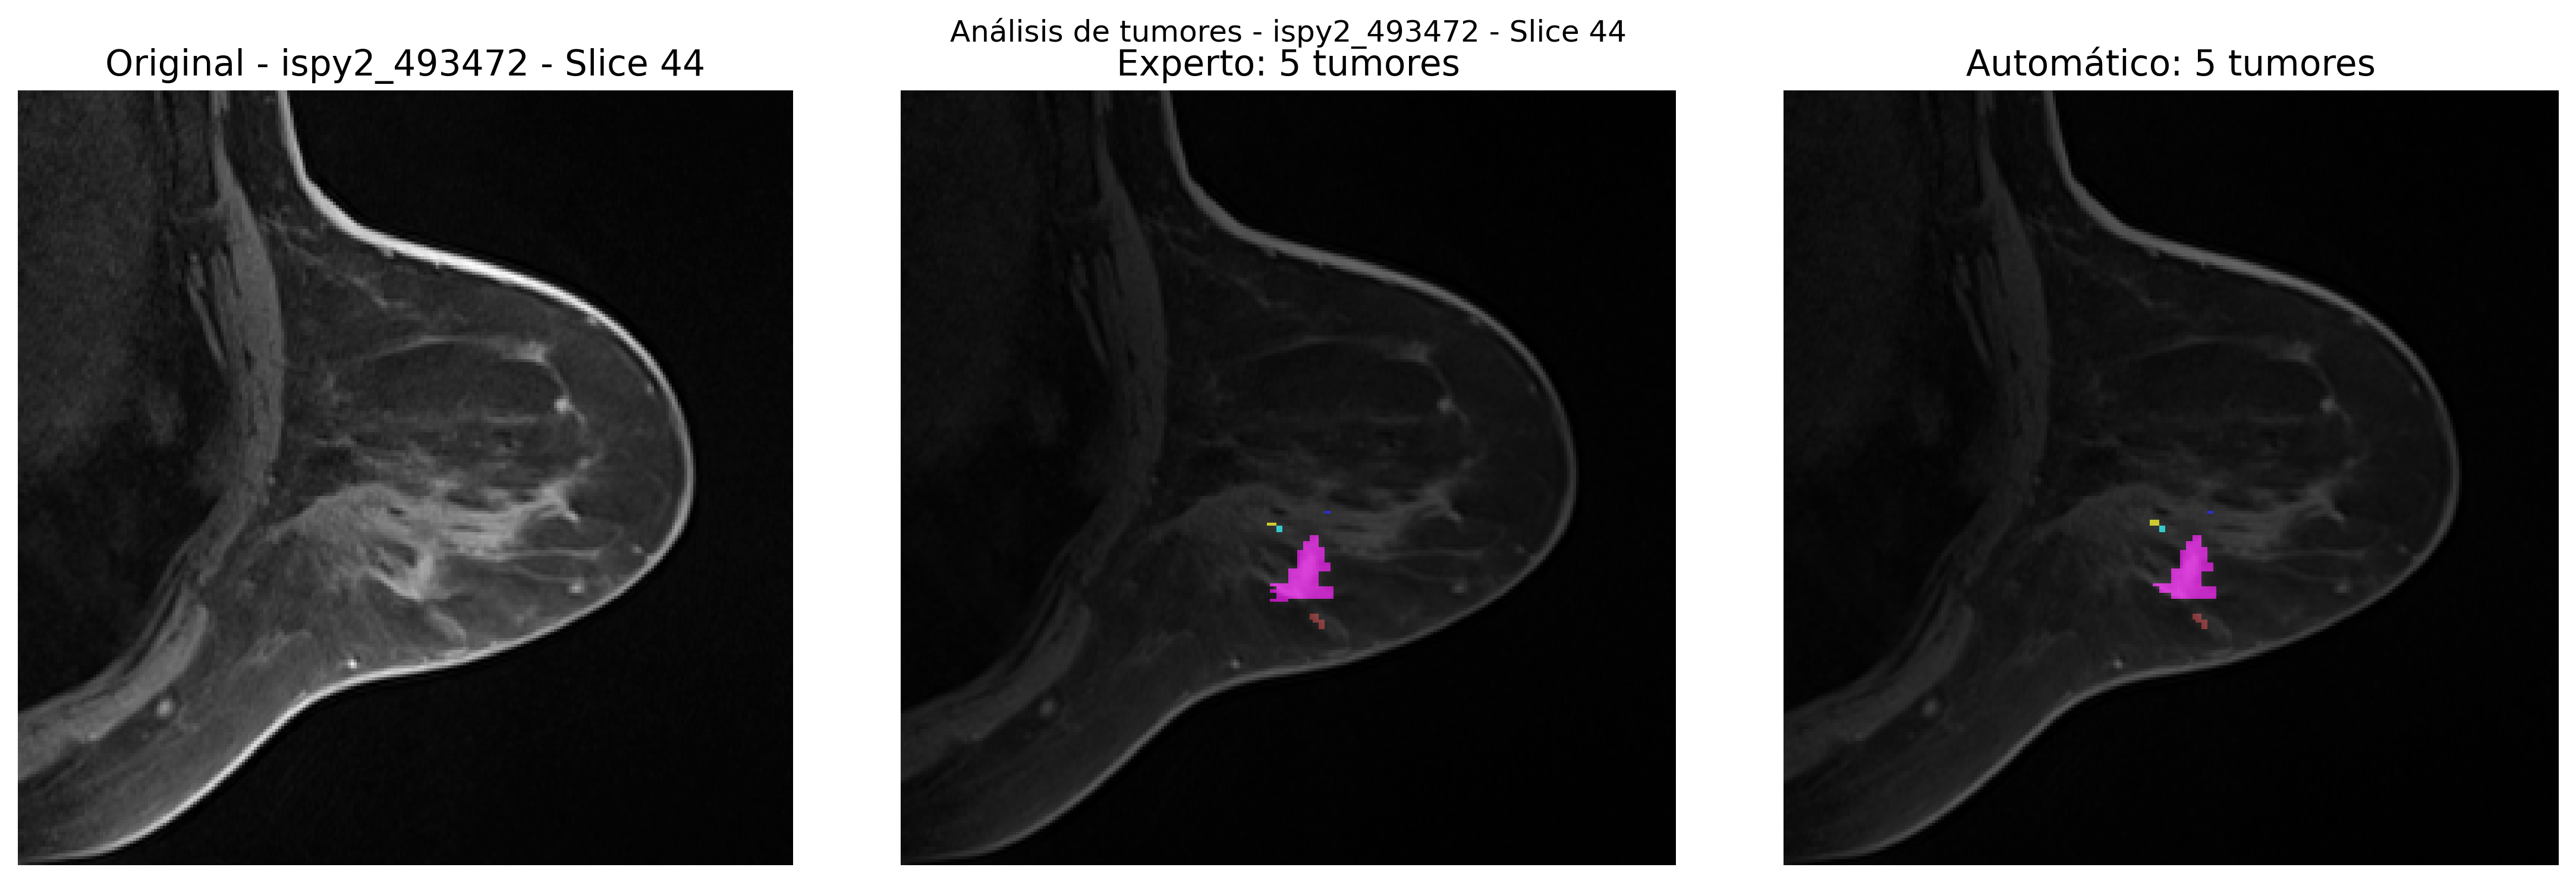 Análisis de tumores - ispy2_493472 - Slice 44
Original - ispy2_493472 - Slice 44
Experto: 5 tumores
Automático: 5 tumores